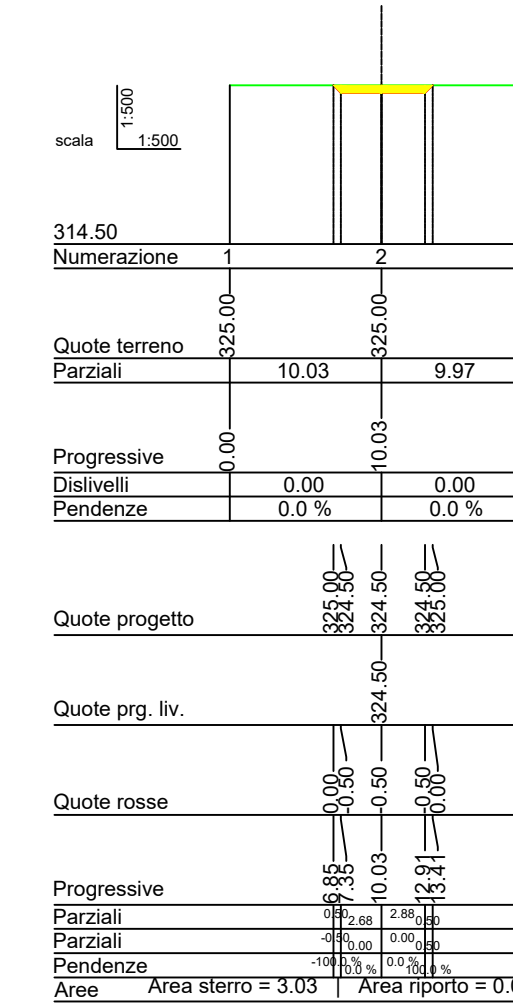 1:500
scala 1:500
314.50
Numerazione 1 2
325.00 325.00
Quote terreno
Parziali 10.03 9.97
0.00 10.03
Progressive
Dislivelli 0.00 0.00
Pendenze 0.0 % 0.0 %
325.00 324.50 324.50 324.50 325.00
Quote progetto
324.50
Quote prg. liv.
0.00 -0.50 -0.50 -0.50 0.00
Quote rosse
6.85 7.35 10.03 12.91 13.41
Progressive
Parziali 0.50 2.68 2.88 0.50
Parziali -0.50 0.00 0.00 0.50
Pendenze -100.0 % 0.0 % 0.0 % 100.0 %
Aree Area sterro = 3.03 | Area riporto = 0.0